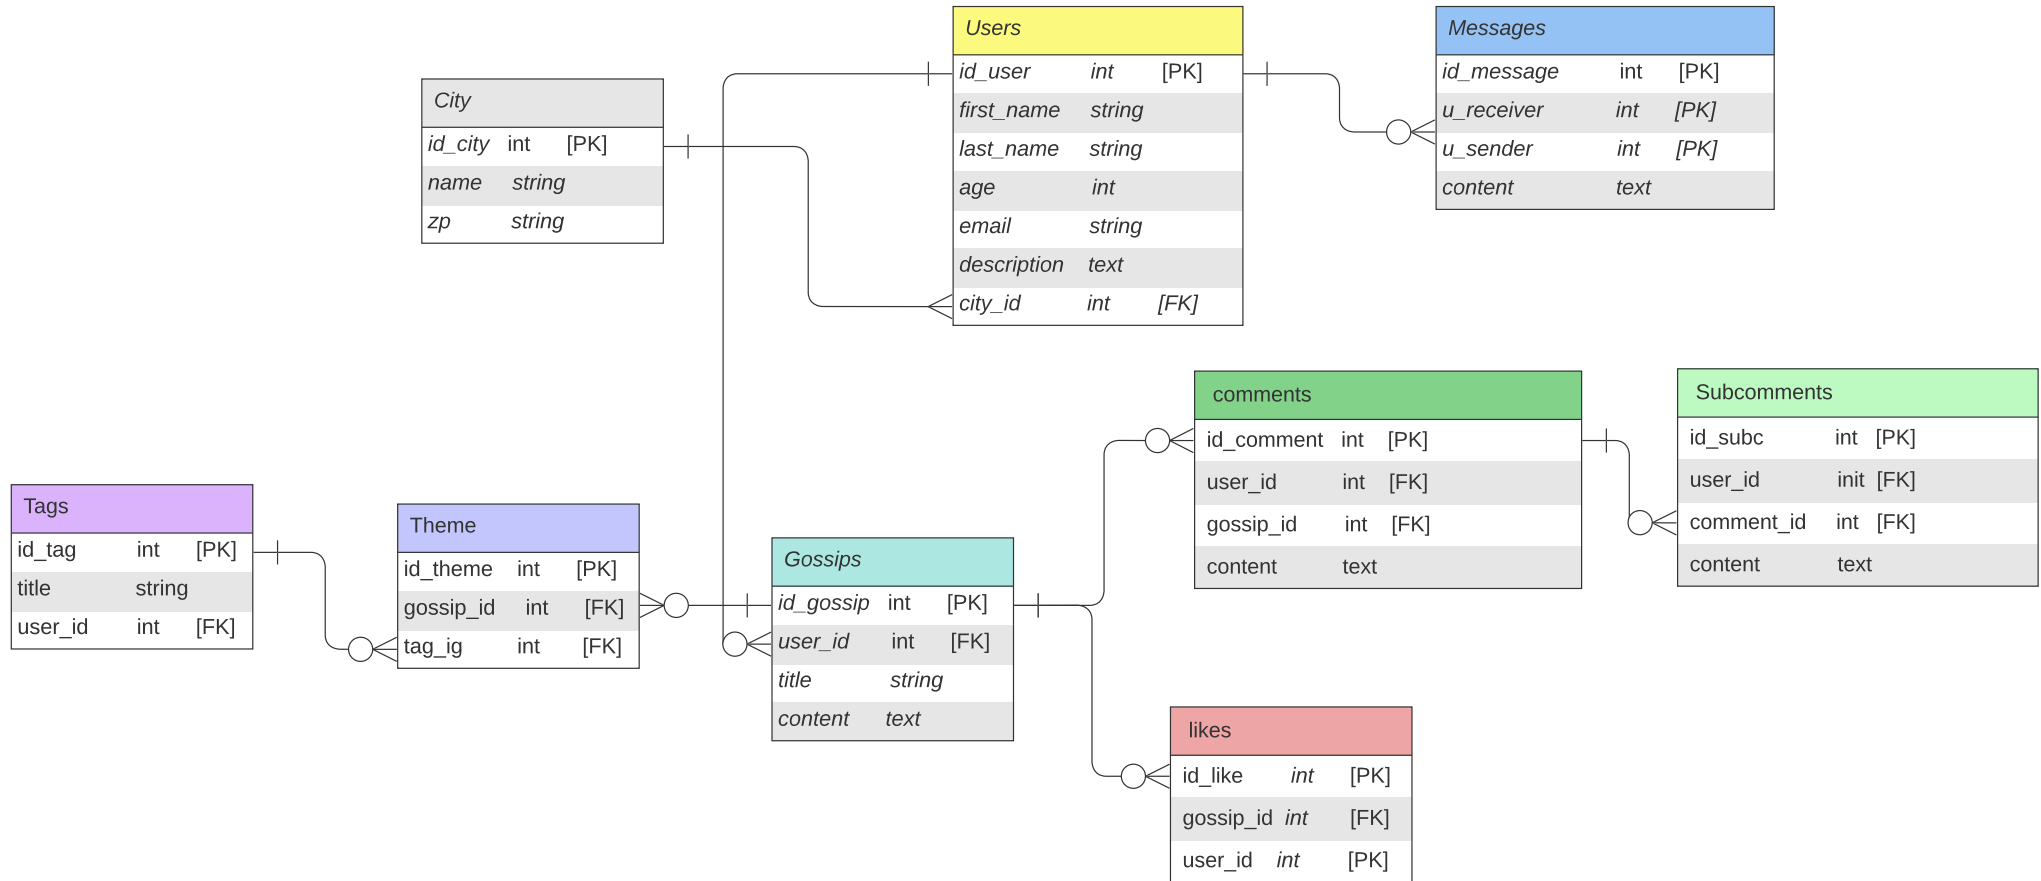 City
id_city int [PK]
name string
zp string
Users
id_user int [PK]
first_name string
last_name string
age int
email string
description text
city_id int [FK]
Messages
id_message int [PK]
u_receiver int [PK]
u_sender int [PK]
content text
Tags
id_tag int [PK]
title string
user_id int [FK]
Theme
id_theme int [PK]
gossip_id int [FK]
tag_ig int [FK]
Gossips
id_gossip int [PK]
user_id int [FK]
title string
content text
comments
id_comment int [PK]
user_id int [FK]
gossip_id int [FK]
content text
Subcomments
id_subc int [PK]
user_id init [FK]
comment_id int [FK]
content text
likes
id_like int [PK]
gossip_id int [FK]
user_id int [PK]